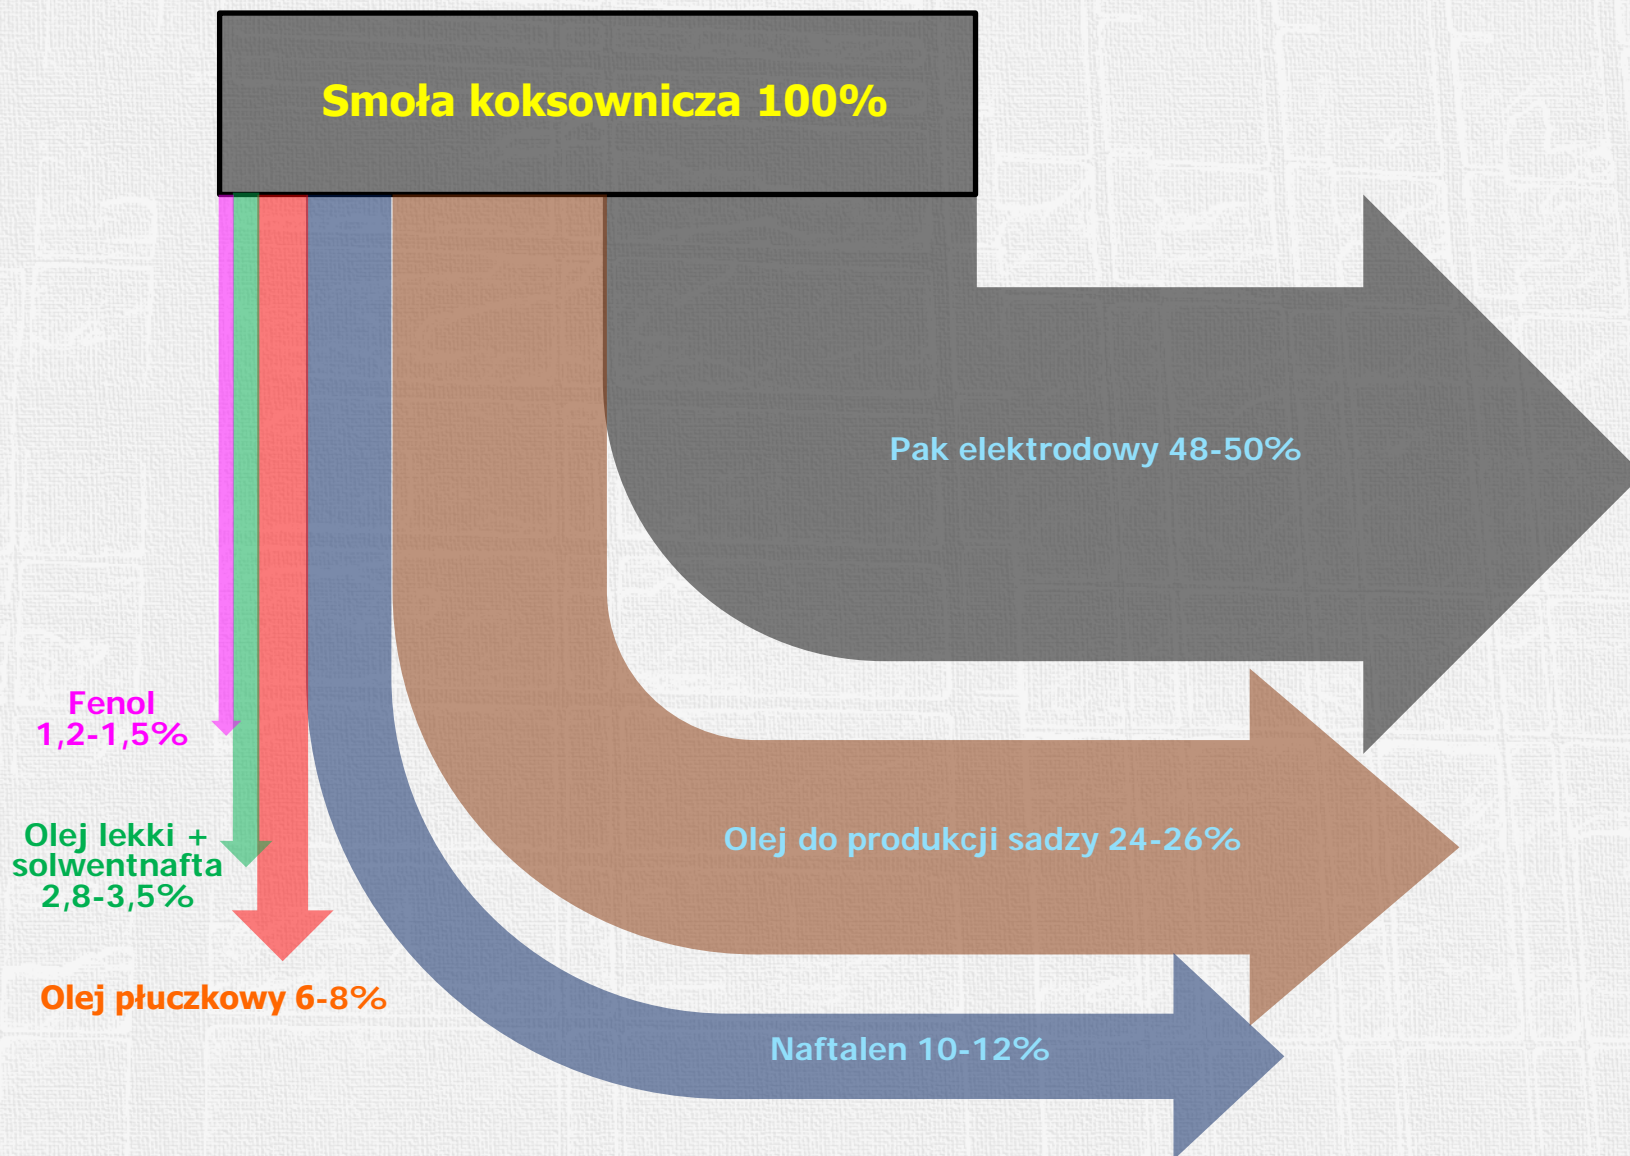 Smoła koksownicza 100%
Pak elektrodowy 48-50%
Fenol
1,2-1,5%
Olej lekki +
solwentnafta
2,8-3,5%
Olej do produkcji sadzy 24-26%
Olej płuczkowy 6-8%
Naftalen 10-12%